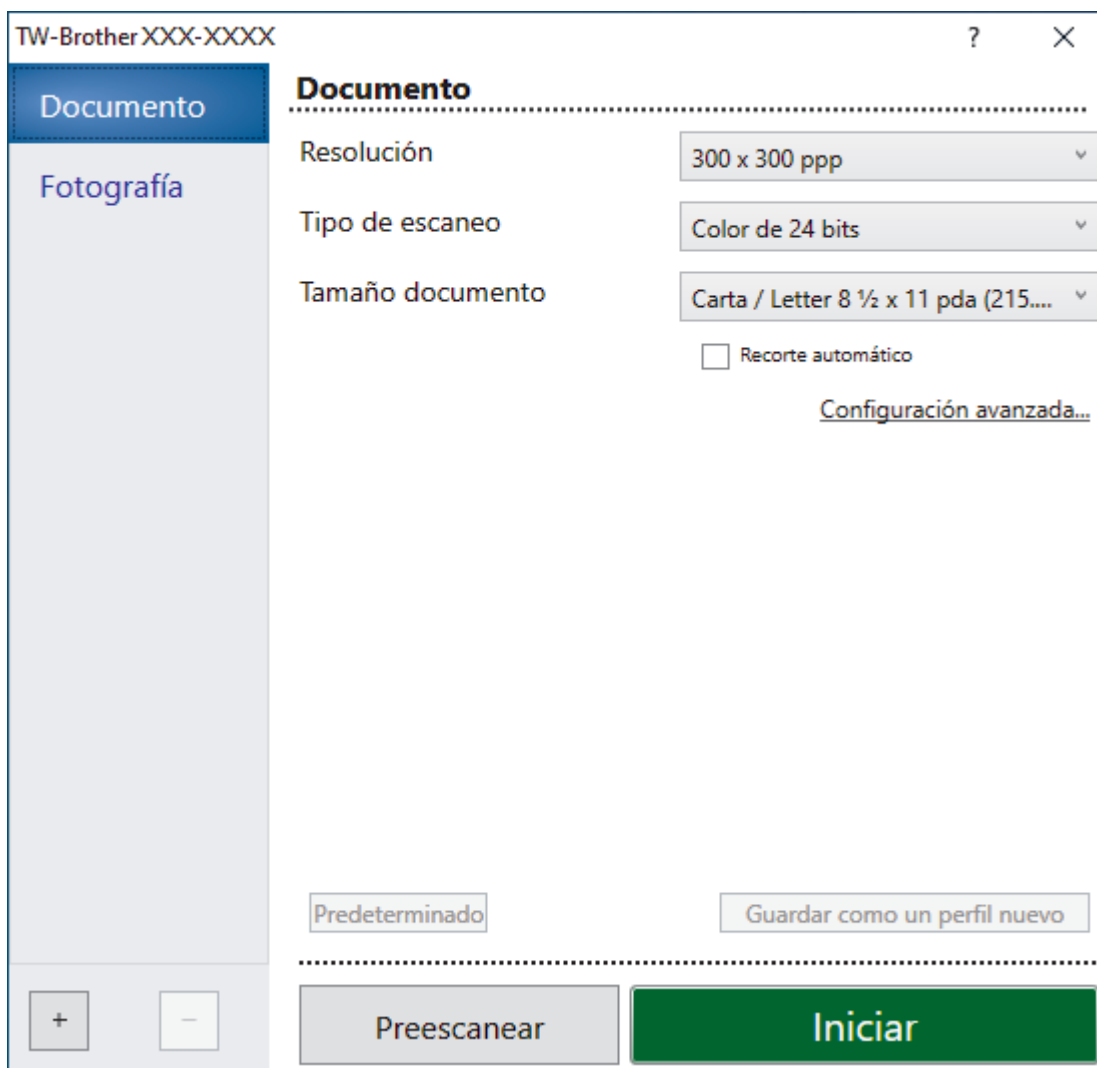 TW-Brother XXX-XXXX ? ×
Documento
Fotografía
Documento
Resolución 300 x 300 ppp
Tipo de escaneo Color de 24 bits
Tamaño documento Carta / Letter 8 ½ x 11 pda (215....
Recorte automático
Configuración avanzada...
Predeterminado Guardar como un perfil nuevo
+ − Preescanear Iniciar